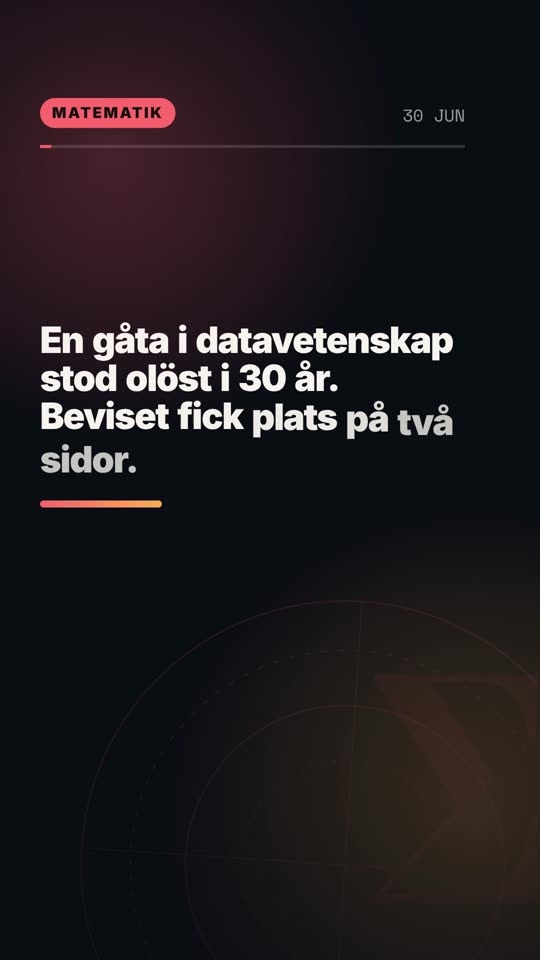 MATEMATIK
30 JUN
En gåta i datavetenskap
stod olöst i 30 år.
Beviset fick plats på två
sidor.
Σ